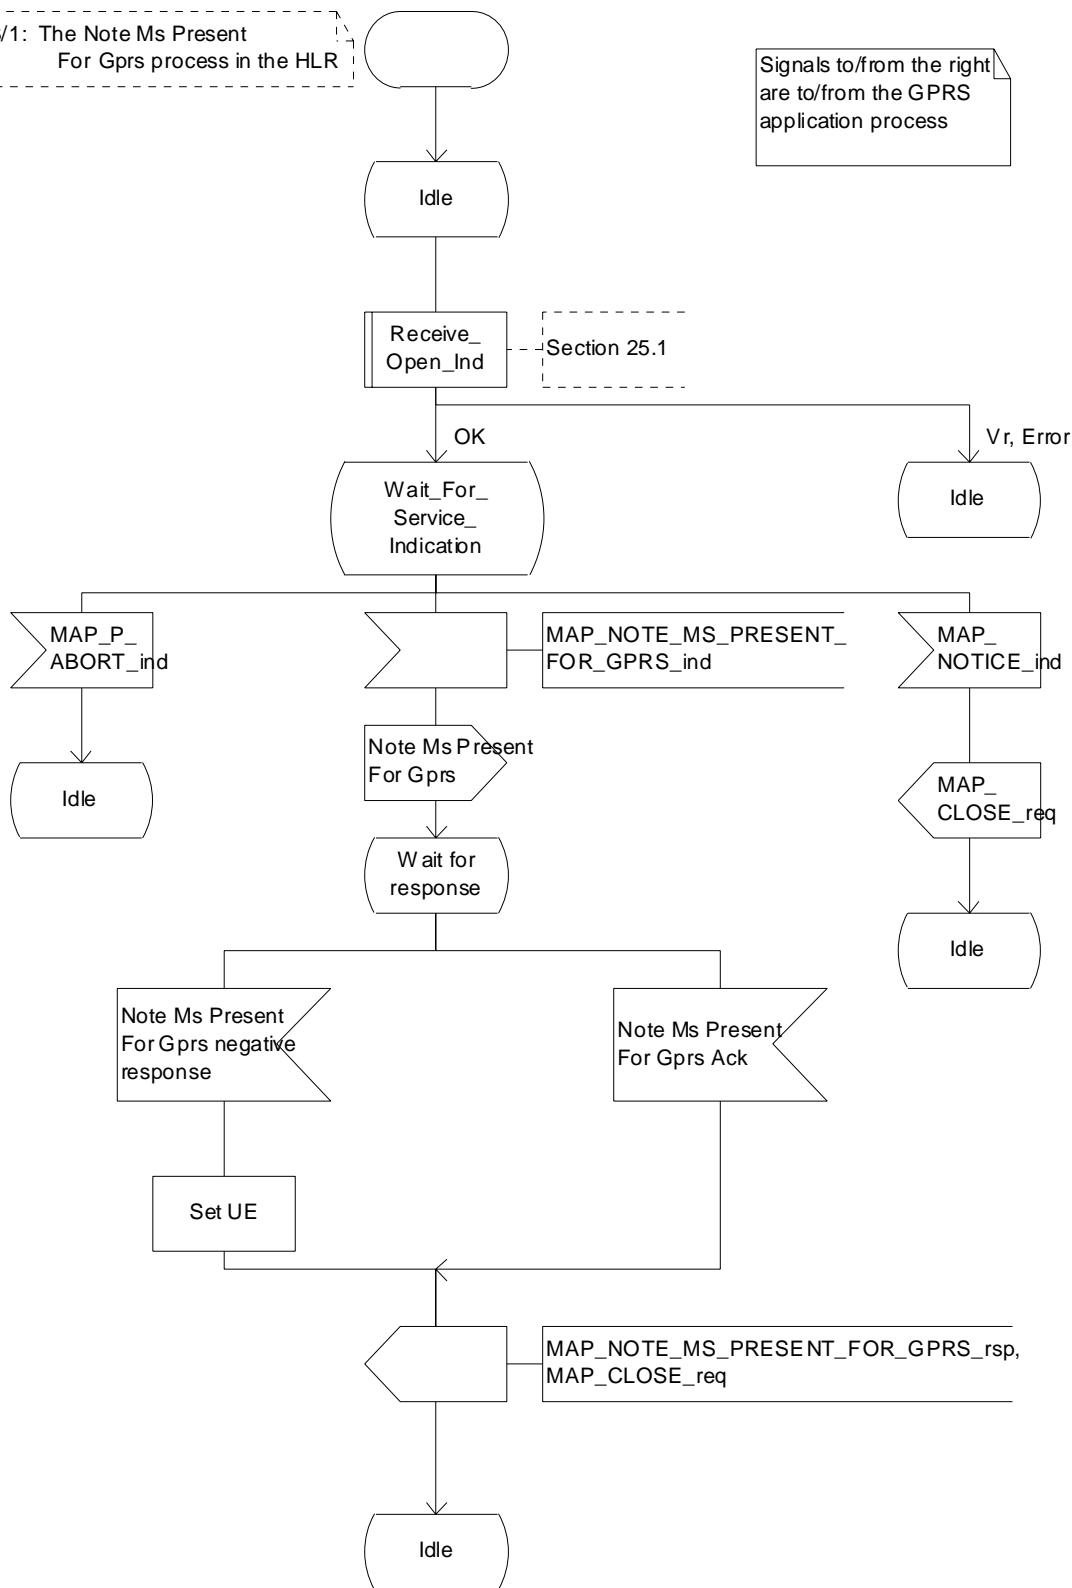 /1: The Note Ms Present
For Gprs process in the HLR
Signals to/from the right
are to/from the GPRS
application process
Idle
Receive_
Open_Ind
Section 25.1
OK
Vr, Error
Wait_For_
Service_
Indication
Idle
MAP_P_
ABORT_ind
MAP_NOTE_MS_PRESENT_
FOR_GPRS_ind
MAP_
NOTICE_ind
Note Ms Present
For Gprs
Idle
MAP_
CLOSE_req
Wait for
response
Idle
Note Ms Present
For Gprs negative
response
Note Ms Present
For Gprs Ack
Set UE
MAP_NOTE_MS_PRESENT_FOR_GPRS_rsp,
MAP_CLOSE_req
Idle